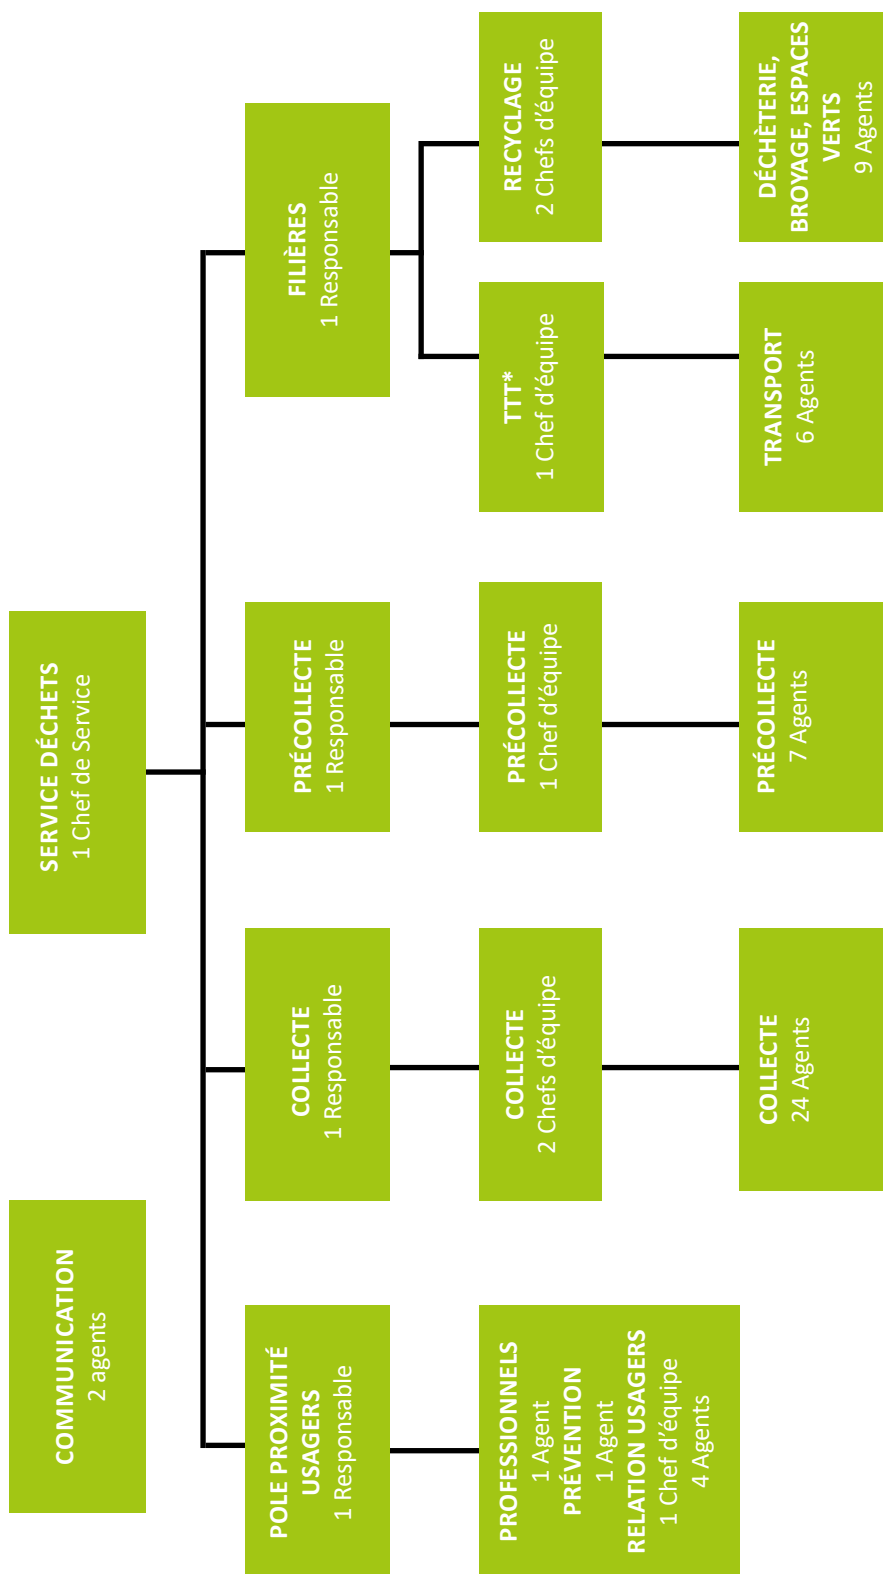 COMMUNICATION
2 agents
SERVICE DÉCHETS
1 Chef de Service
POLE PROXIMITÉ
USAGERS
1 Responsable
COLLECTE
1 Responsable
PRÉCOLLECTE
1 Responsable
FILIÈRES
1 Responsable
PROFESSIONNELS
1 Agent
PRÉVENTION
1 Agent
RELATION USAGERS
1 Chef d’équipe
4 Agents
COLLECTE
2 Chefs d’équipe
PRÉCOLLECTE
1 Chef d’équipe
TTT*
1 Chef d’équipe
RECYCLAGE
2 Chefs d’équipe
COLLECTE
24 Agents
PRÉCOLLECTE
7 Agents
TRANSPORT
6 Agents
DÉCHÈTERIE,
BROYAGE, ESPACES
VERTS
9 Agents